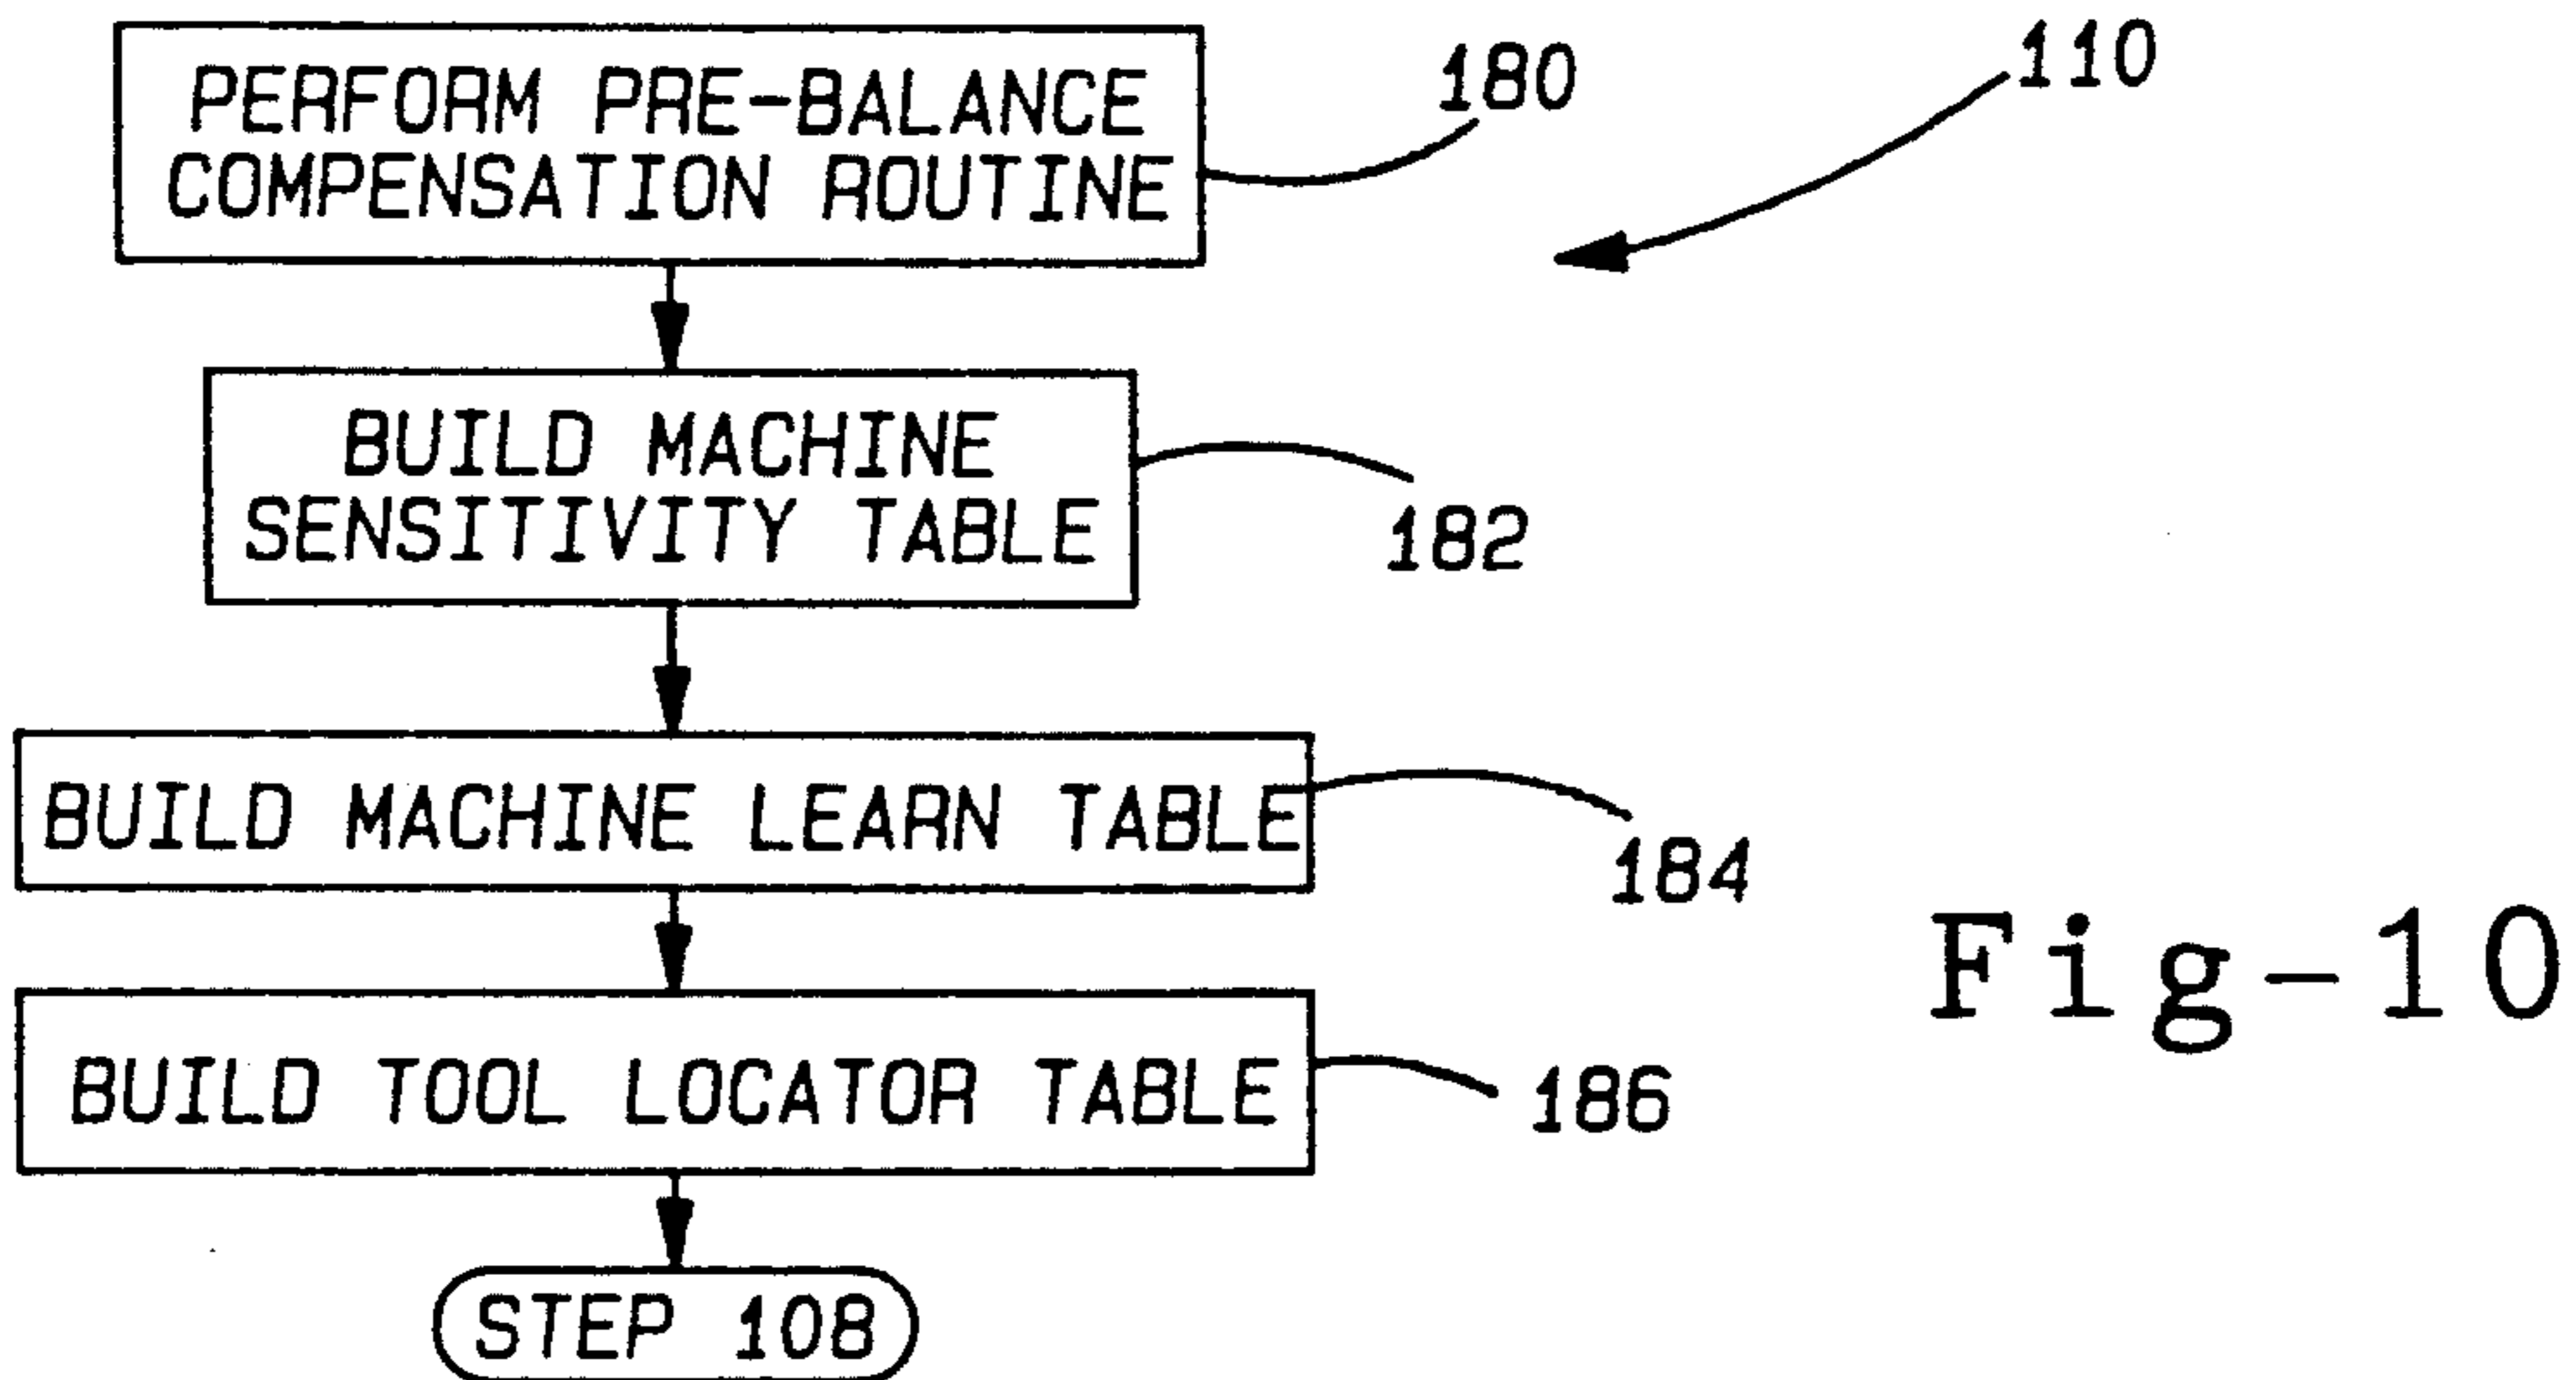 PERFORM PRE-BALANCE
COMPENSATION ROUTINE
180
110
BUILD MACHINE
SENSITIVITY TABLE
182
BUILD MACHINE LEARN TABLE
184
BUILD TOOL LOCATOR TABLE
186
STEP 108
Fig-10